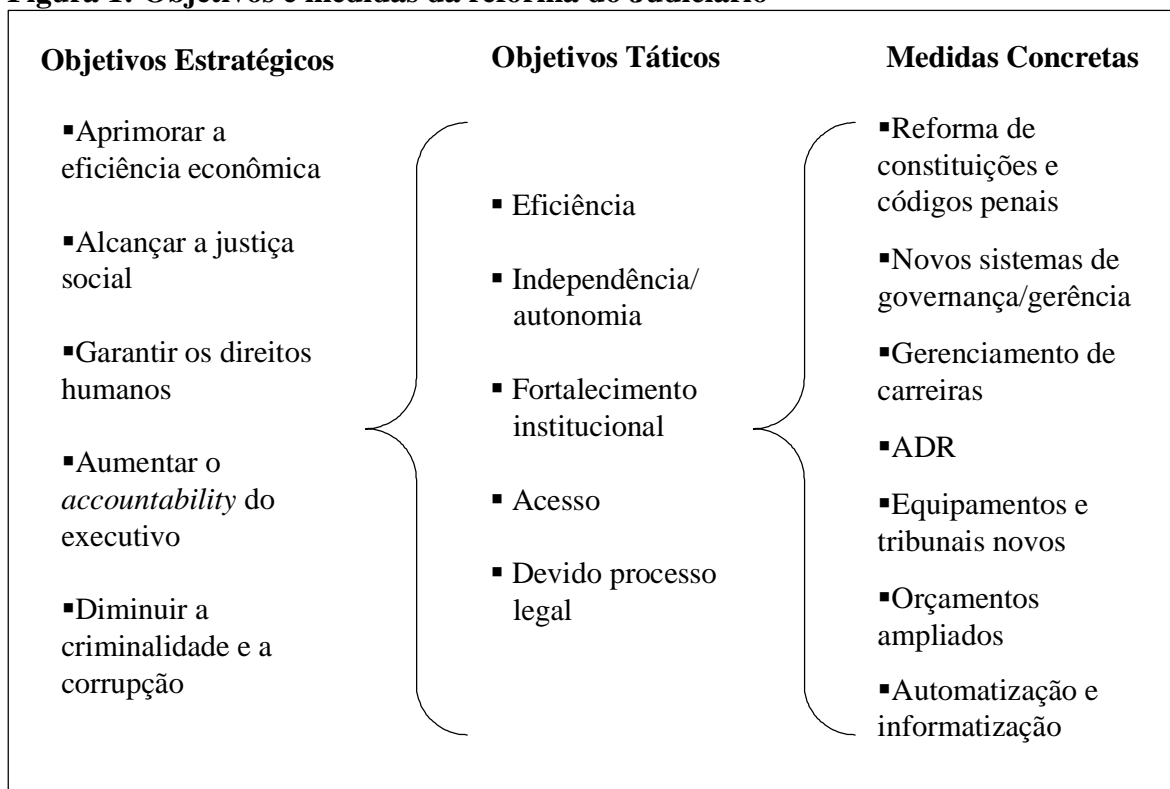 Figura 1: Objetivos e medidas da reforma do Judiciário
Objetivos Estratégicos
▪Aprimorar a
eficiência econômica
▪Alcançar a justiça
social
▪Garantir os direitos
humanos
▪Aumentar o
accountability do
executivo
▪Diminuir a
criminalidade e a
corrupção
Objetivos Táticos
▪ Eficiência
▪ Independência/
autonomia
▪ Fortalecimento
institucional
▪ Acesso
▪ Devido processo
legal
Medidas Concretas
▪Reforma de
constituições e
códigos penais
▪Novos sistemas de
governança/gerência
▪Gerenciamento de
carreiras
▪ADR
▪Equipamentos e
tribunais novos
▪Orçamentos
ampliados
▪Automatização e
informatização